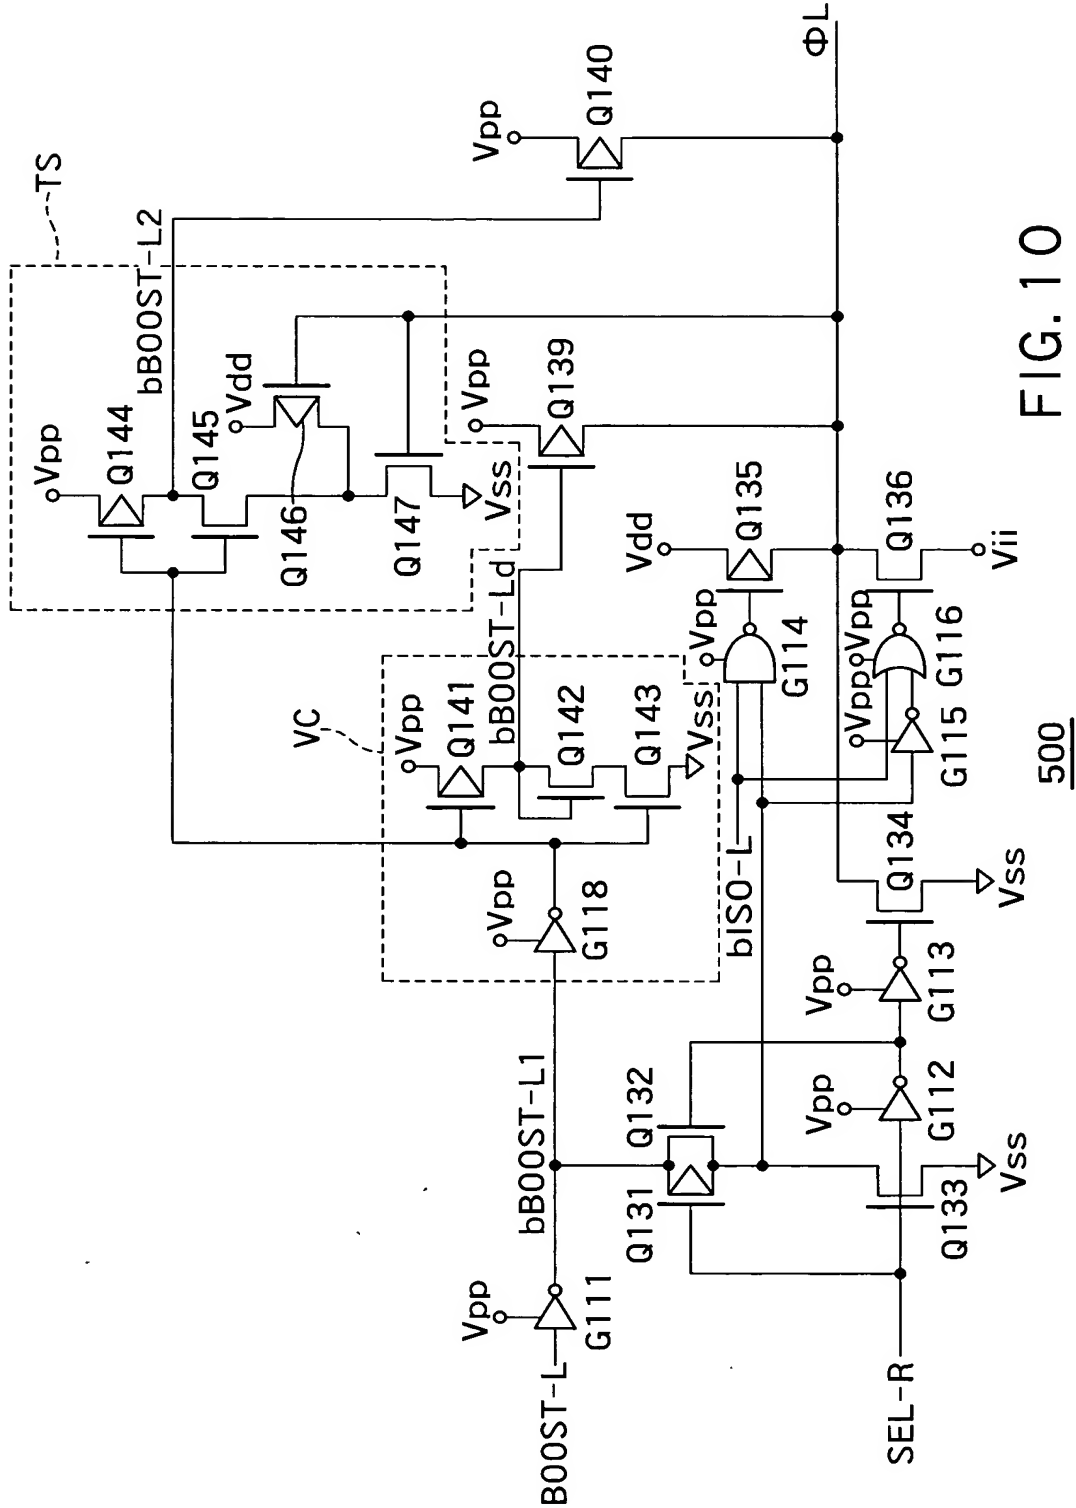 TS
Vpp
Q144
bBOOST-L2
Q145
Vdd
Q146
Q147
Vss
Vpp
Q140
Vpp
Q139
ΦL
VC
Vpp
Q141
bBOOST-Ld
Q142
Q143
Vss
Vpp
G118
Vdd
Q135
Vpp
G114
Q136
Vii
Vpp
G116
Vpp
G115
bISO-L
Q134
Vss
Vpp
G113
BOOST-L
Vpp
G111
bBOOST-L1
Q131
Q132
Vpp
G112
Q133
Vss
SEL-R
500
FIG. 10